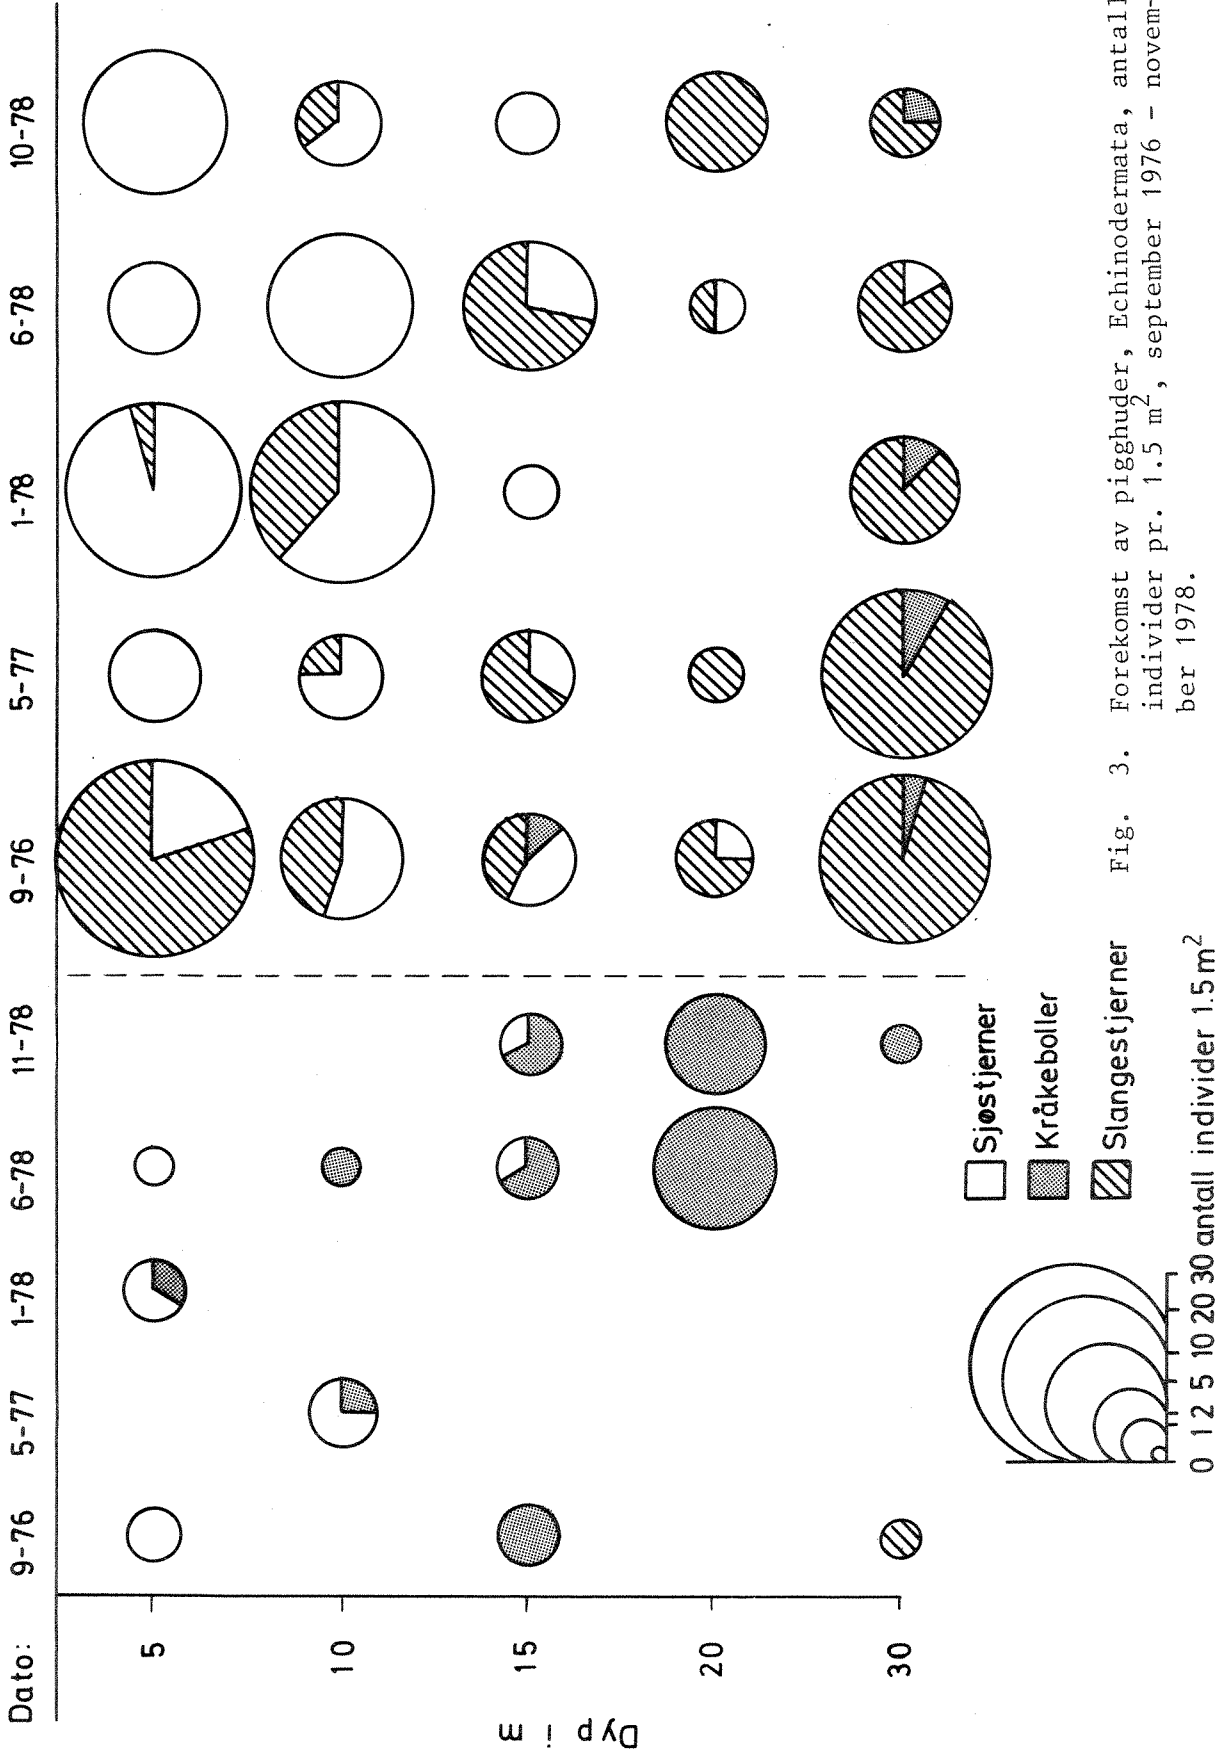 Dato: 9-76 5-77 1-78 6-78 11-78 9-76 5-77 1-78 6-78 10-78
Dyp i m
5
10
15
20
30
Sjøstjerner
Kråkeboller
Slangestjerner
0 1 2 5 10 20 30 antall individer 1.5 m²
Fig. 3. Forekomst av pigghuder, Echinodermata, antall
individer pr. 1.5 m², september 1976 - novem-
ber 1978.